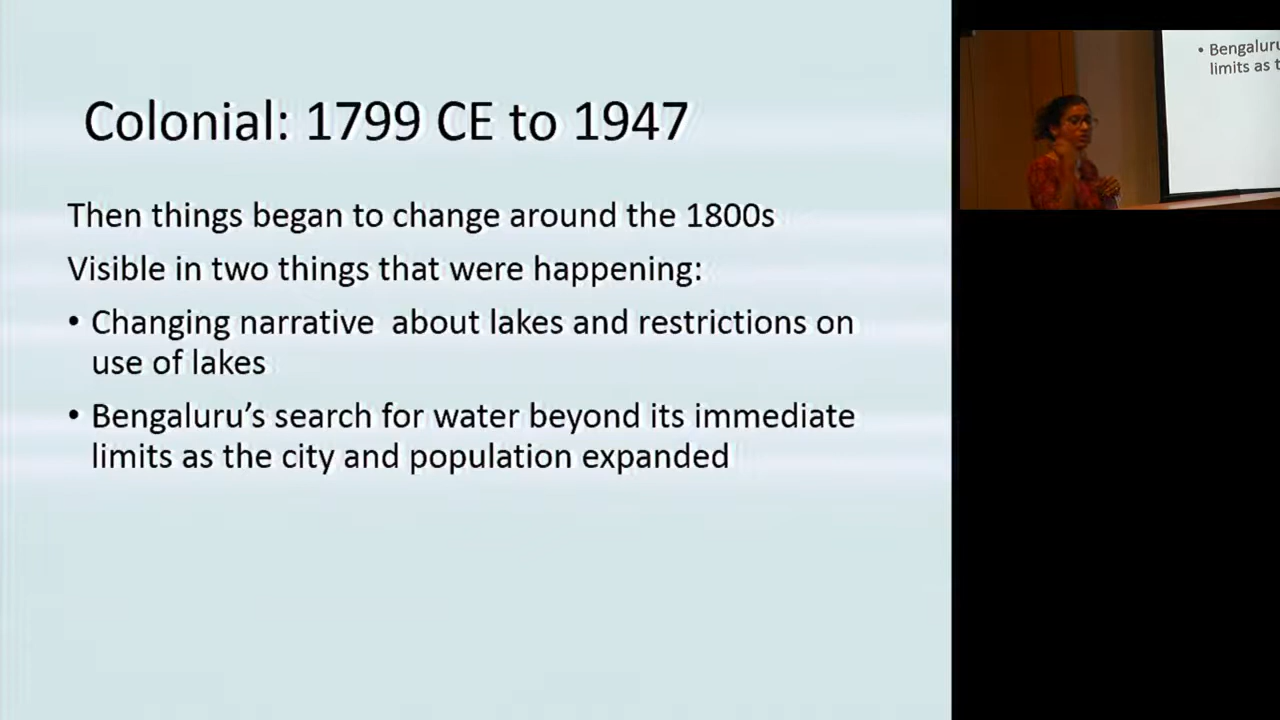 Colonial: 1799 CE to 1947
Then things began to change around the 1800s
Visible in two things that were happening:
• Changing narrative about lakes and restrictions on
use of lakes
• Bengaluru’s search for water beyond its immediate
limits as the city and population expanded
• Bengaluru
limits as t